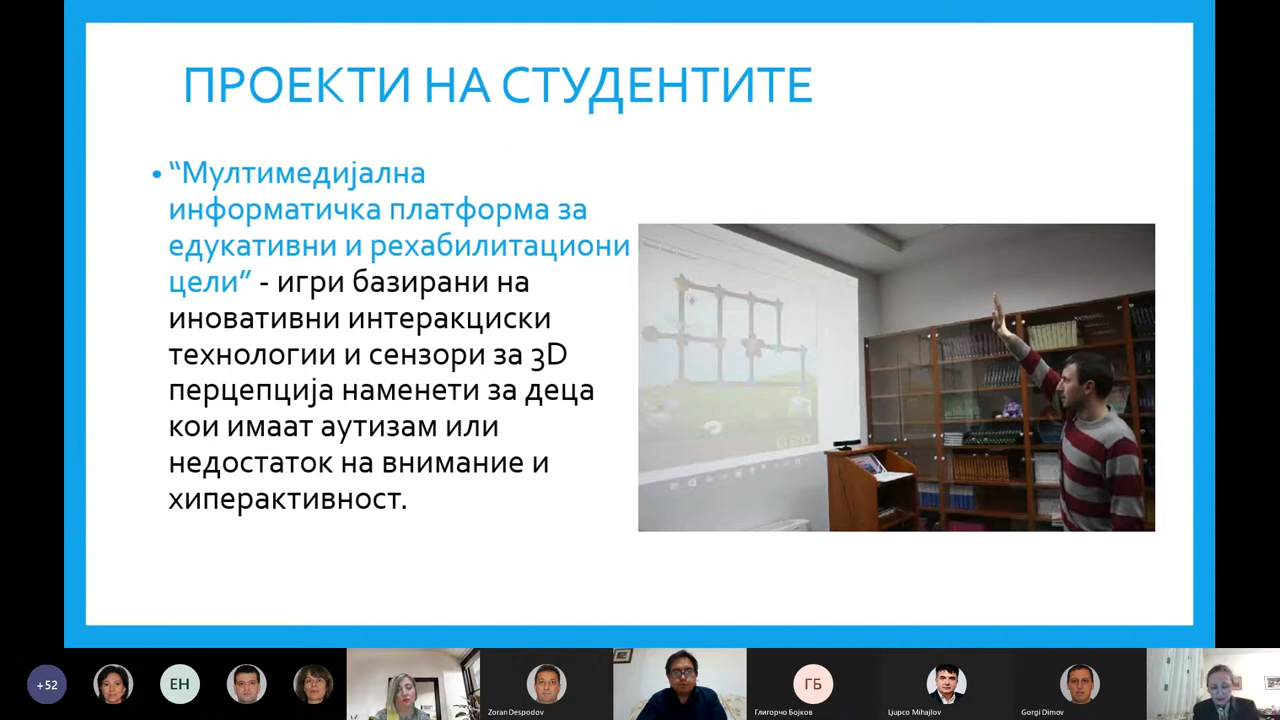 ПРОЕКТИ НА СТУДЕНТИТЕ
• “Мултимедијална
информатичка платформа за
едукативни и рехабилитациони
цели” - игри базирани на
иновативни интеракциски
технологии и сензори за 3D
перцепција наменети за деца
кои имаат аутизам или
недостаток на внимание и
хиперактивност.
+52
ЕН
Zoran Despodov
ГБ
Глигорчо Бојков
Ljupco Mihajlov
Gorgi Dimov